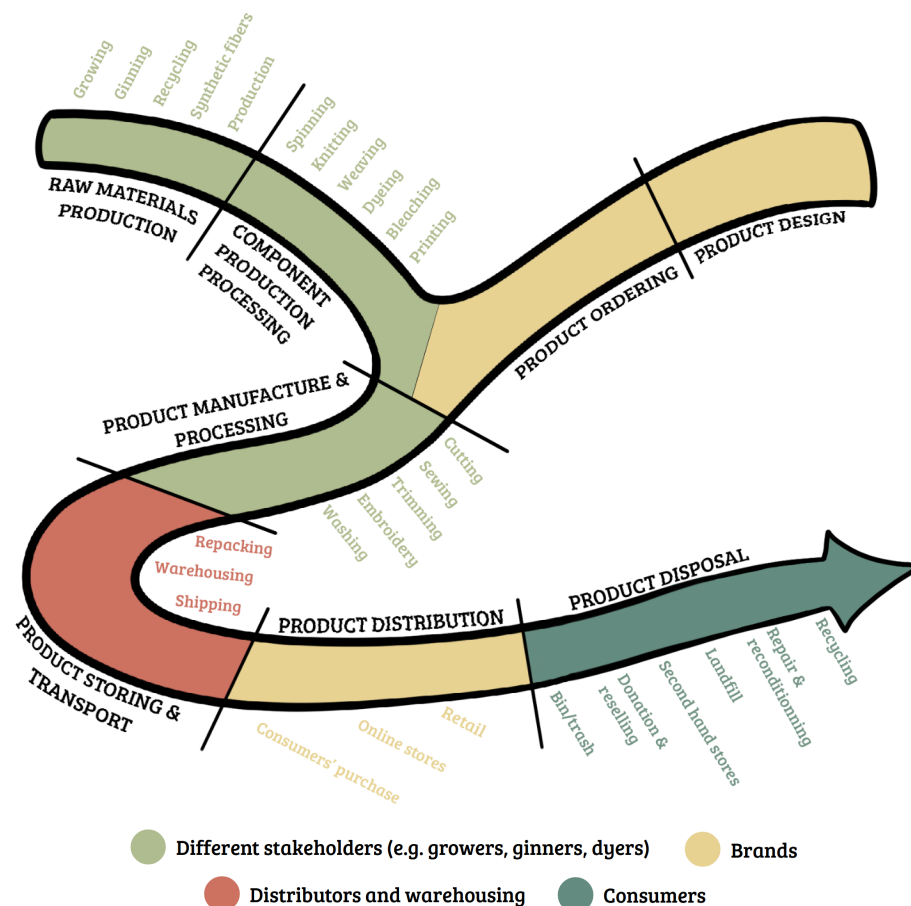 Growing
Ginning
Recycling
Synthetic fibers
Production
Spinning
Knitting
Weaving
Dyeing
Bleaching
Printing
RAW MATERIALS
PRODUCTION
COMPONENT
PRODUCTION
PROCESSING
PRODUCT DESIGN
PRODUCT ORDERING
PRODUCT MANUFACTURE &
PROCESSING
Cutting
Sewing
Trimming
Embroidery
Washing
Repacking
Warehousing
Shipping
PRODUCT STORING &
TRANSPORT
PRODUCT DISTRIBUTION
Consumers' purchase
Online stores
Retail
PRODUCT DISPOSAL
Bin/trash
Donation &
reselling
Second hand stores
Landfill
Repair &
reconditionning
Recycling
Different stakeholders (e.g. growers, ginners, dyers)
Brands
Distributors and warehousing
Consumers